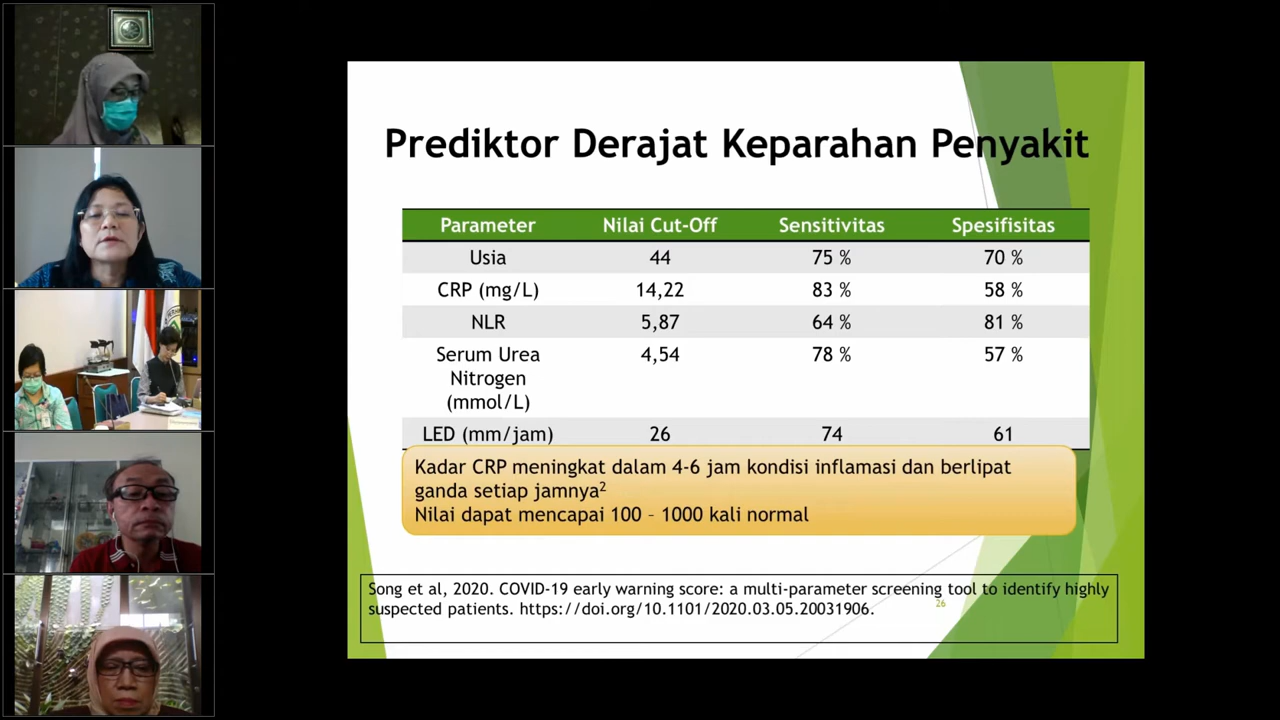 Prediktor Derajat Keparahan Penyakit
Parameter Nilai Cut-Off Sensitivitas Spesifisitas
Usia 44 75 % 70 %
CRP (mg/L) 14,22 83 % 58 %
NLR 5,87 64 % 81 %
Serum Urea 4,54 78 % 57 %
Nitrogen
(mmol/L)
LED (mm/jam) 26 74 61
Kadar CRP meningkat dalam 4-6 jam kondisi inflamasi dan berlipat
ganda setiap jamnya²
Nilai dapat mencapai 100 – 1000 kali normal
Song et al, 2020. COVID-19 early warning score: a multi-parameter screening tool to identify highly
suspected patients. https://doi.org/10.1101/2020.03.05.20031906.
26